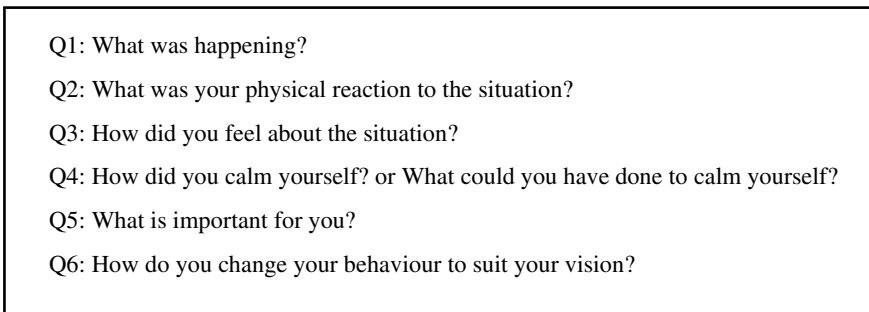 Q1: What was happening?
Q2: What was your physical reaction to the situation?
Q3: How did you feel about the situation?
Q4: How did you calm yourself? or What could you have done to calm yourself?
Q5: What is important for you?
Q6: How do you change your behaviour to suit your vision?